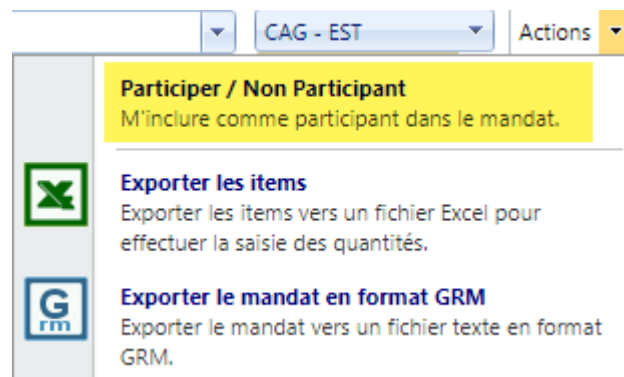 CAG - EST Actions
Participer / Non Participant
M'inclure comme participant dans le mandat.
Exporter les items
Exporter les items vers un fichier Excel pour
effectuer la saisie des quantités.
G
rm
Exporter le mandat en format GRM
Exporter le mandat vers un fichier texte en format
GRM.